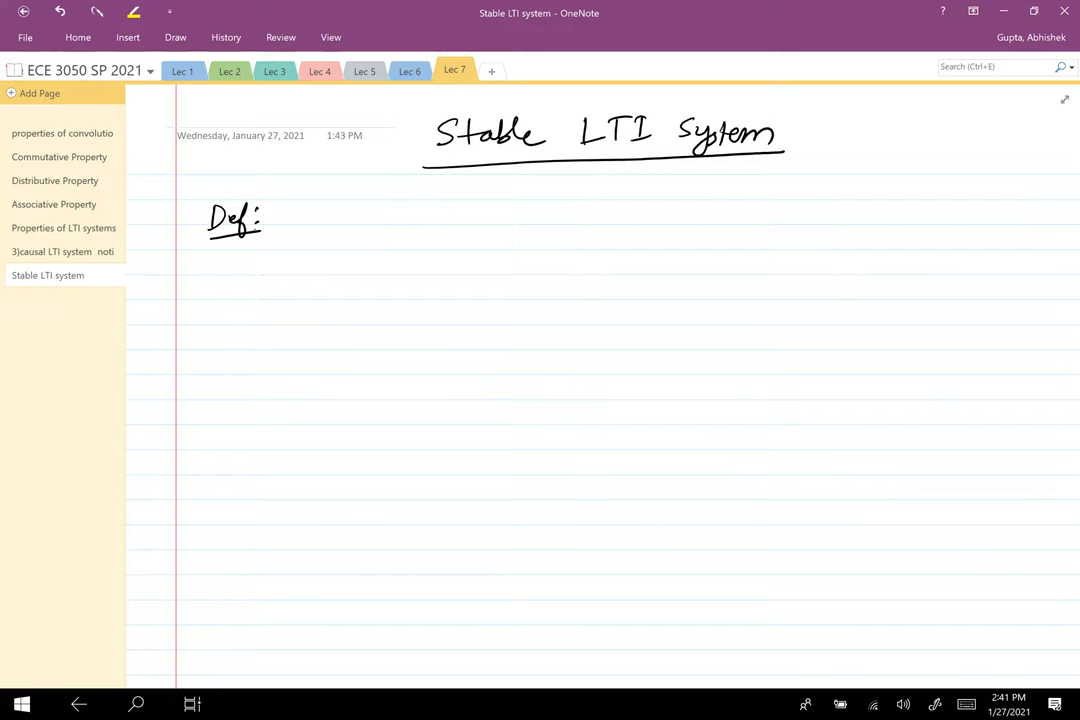 Stable LTI system - OneNote
Gupta, Abhishek
File Home Insert Draw History Review View
ECE 3050 SP 2021
Lec 1 Lec 2 Lec 3 Lec 4 Lec 5 Lec 6 Lec 7
Search (Ctrl+E)
Add Page
properties of convolutio
Commutative Property
Distributive Property
Associative Property
Properties of LTI systems
3)causal LTI system noti
Stable LTI system
Wednesday, January 27, 2021 1:43 PM
Stable LTI System
Def:
2:41 PM
1/27/2021